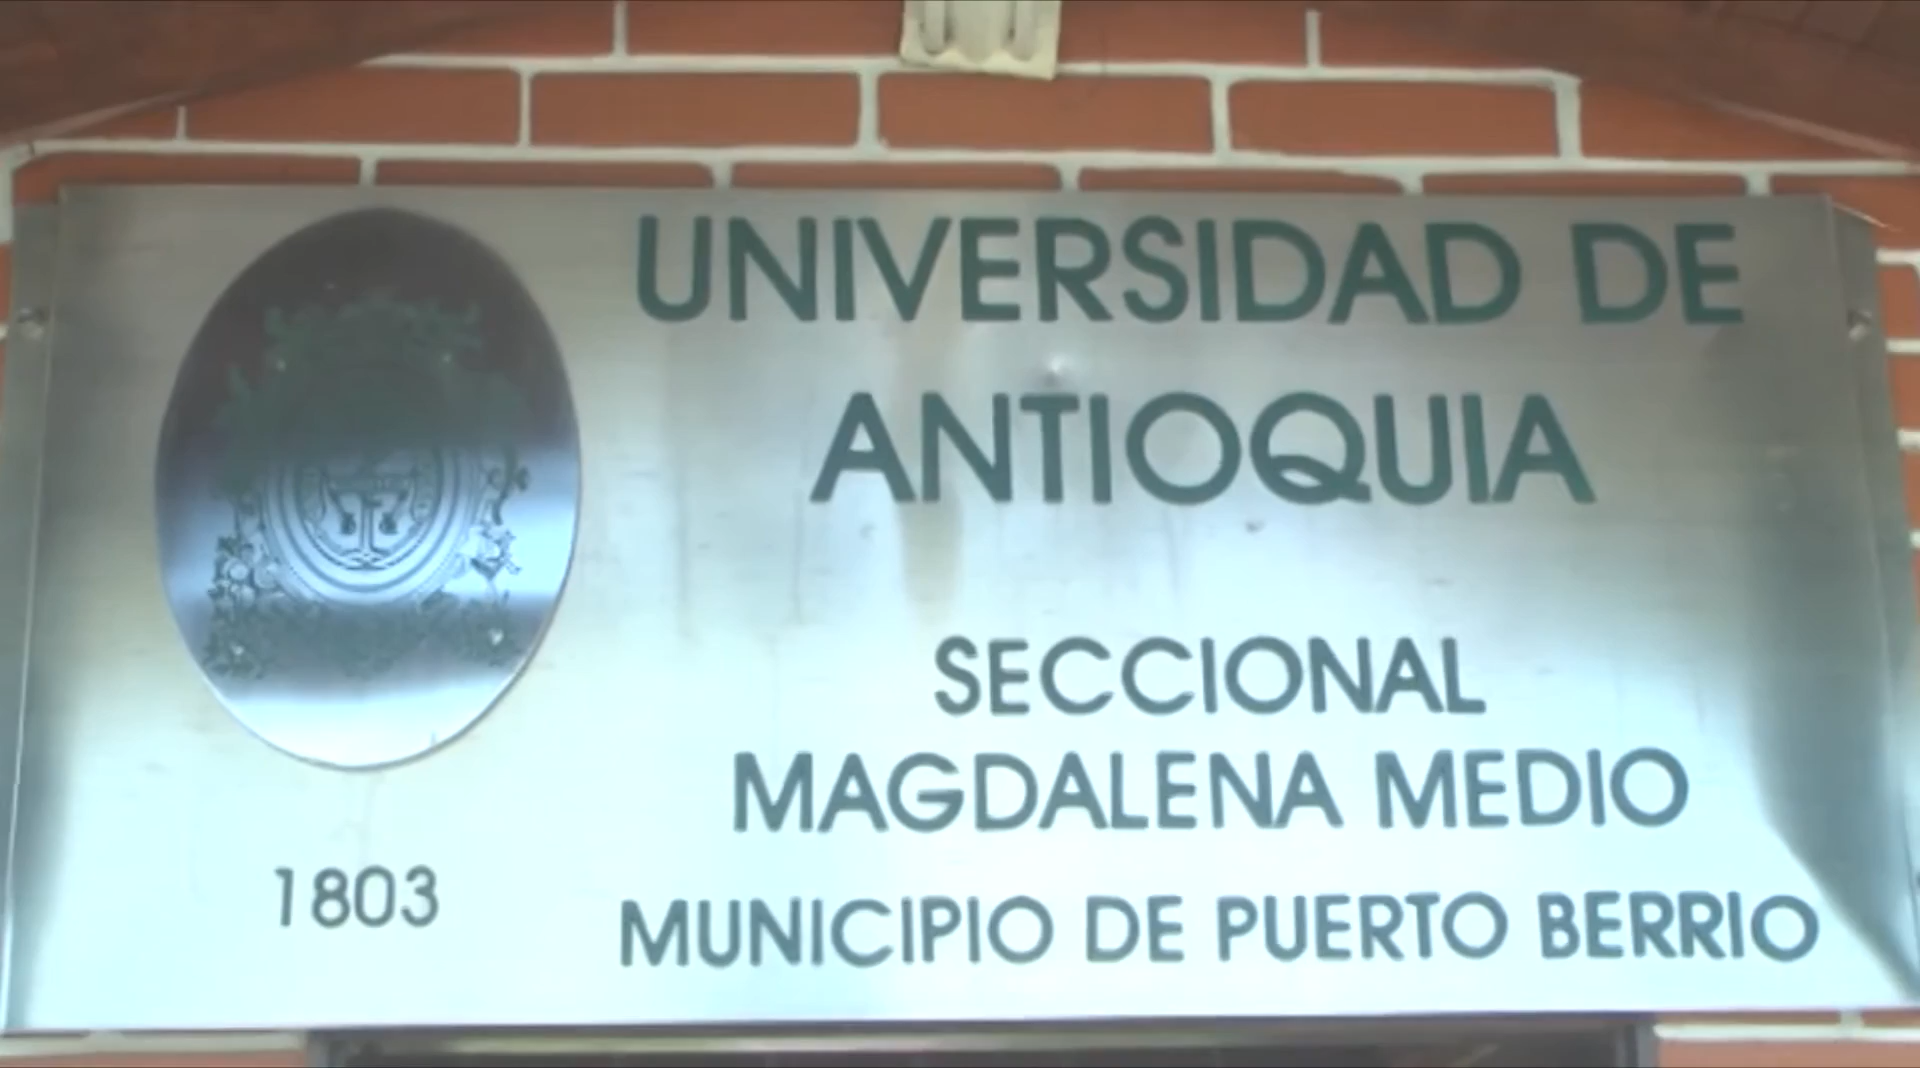 UNIVERSIDAD DE
ANTIOQUIA
SECCIONAL
MAGDALENA MEDIO
1803
MUNICIPIO DE PUERTO BERRIO